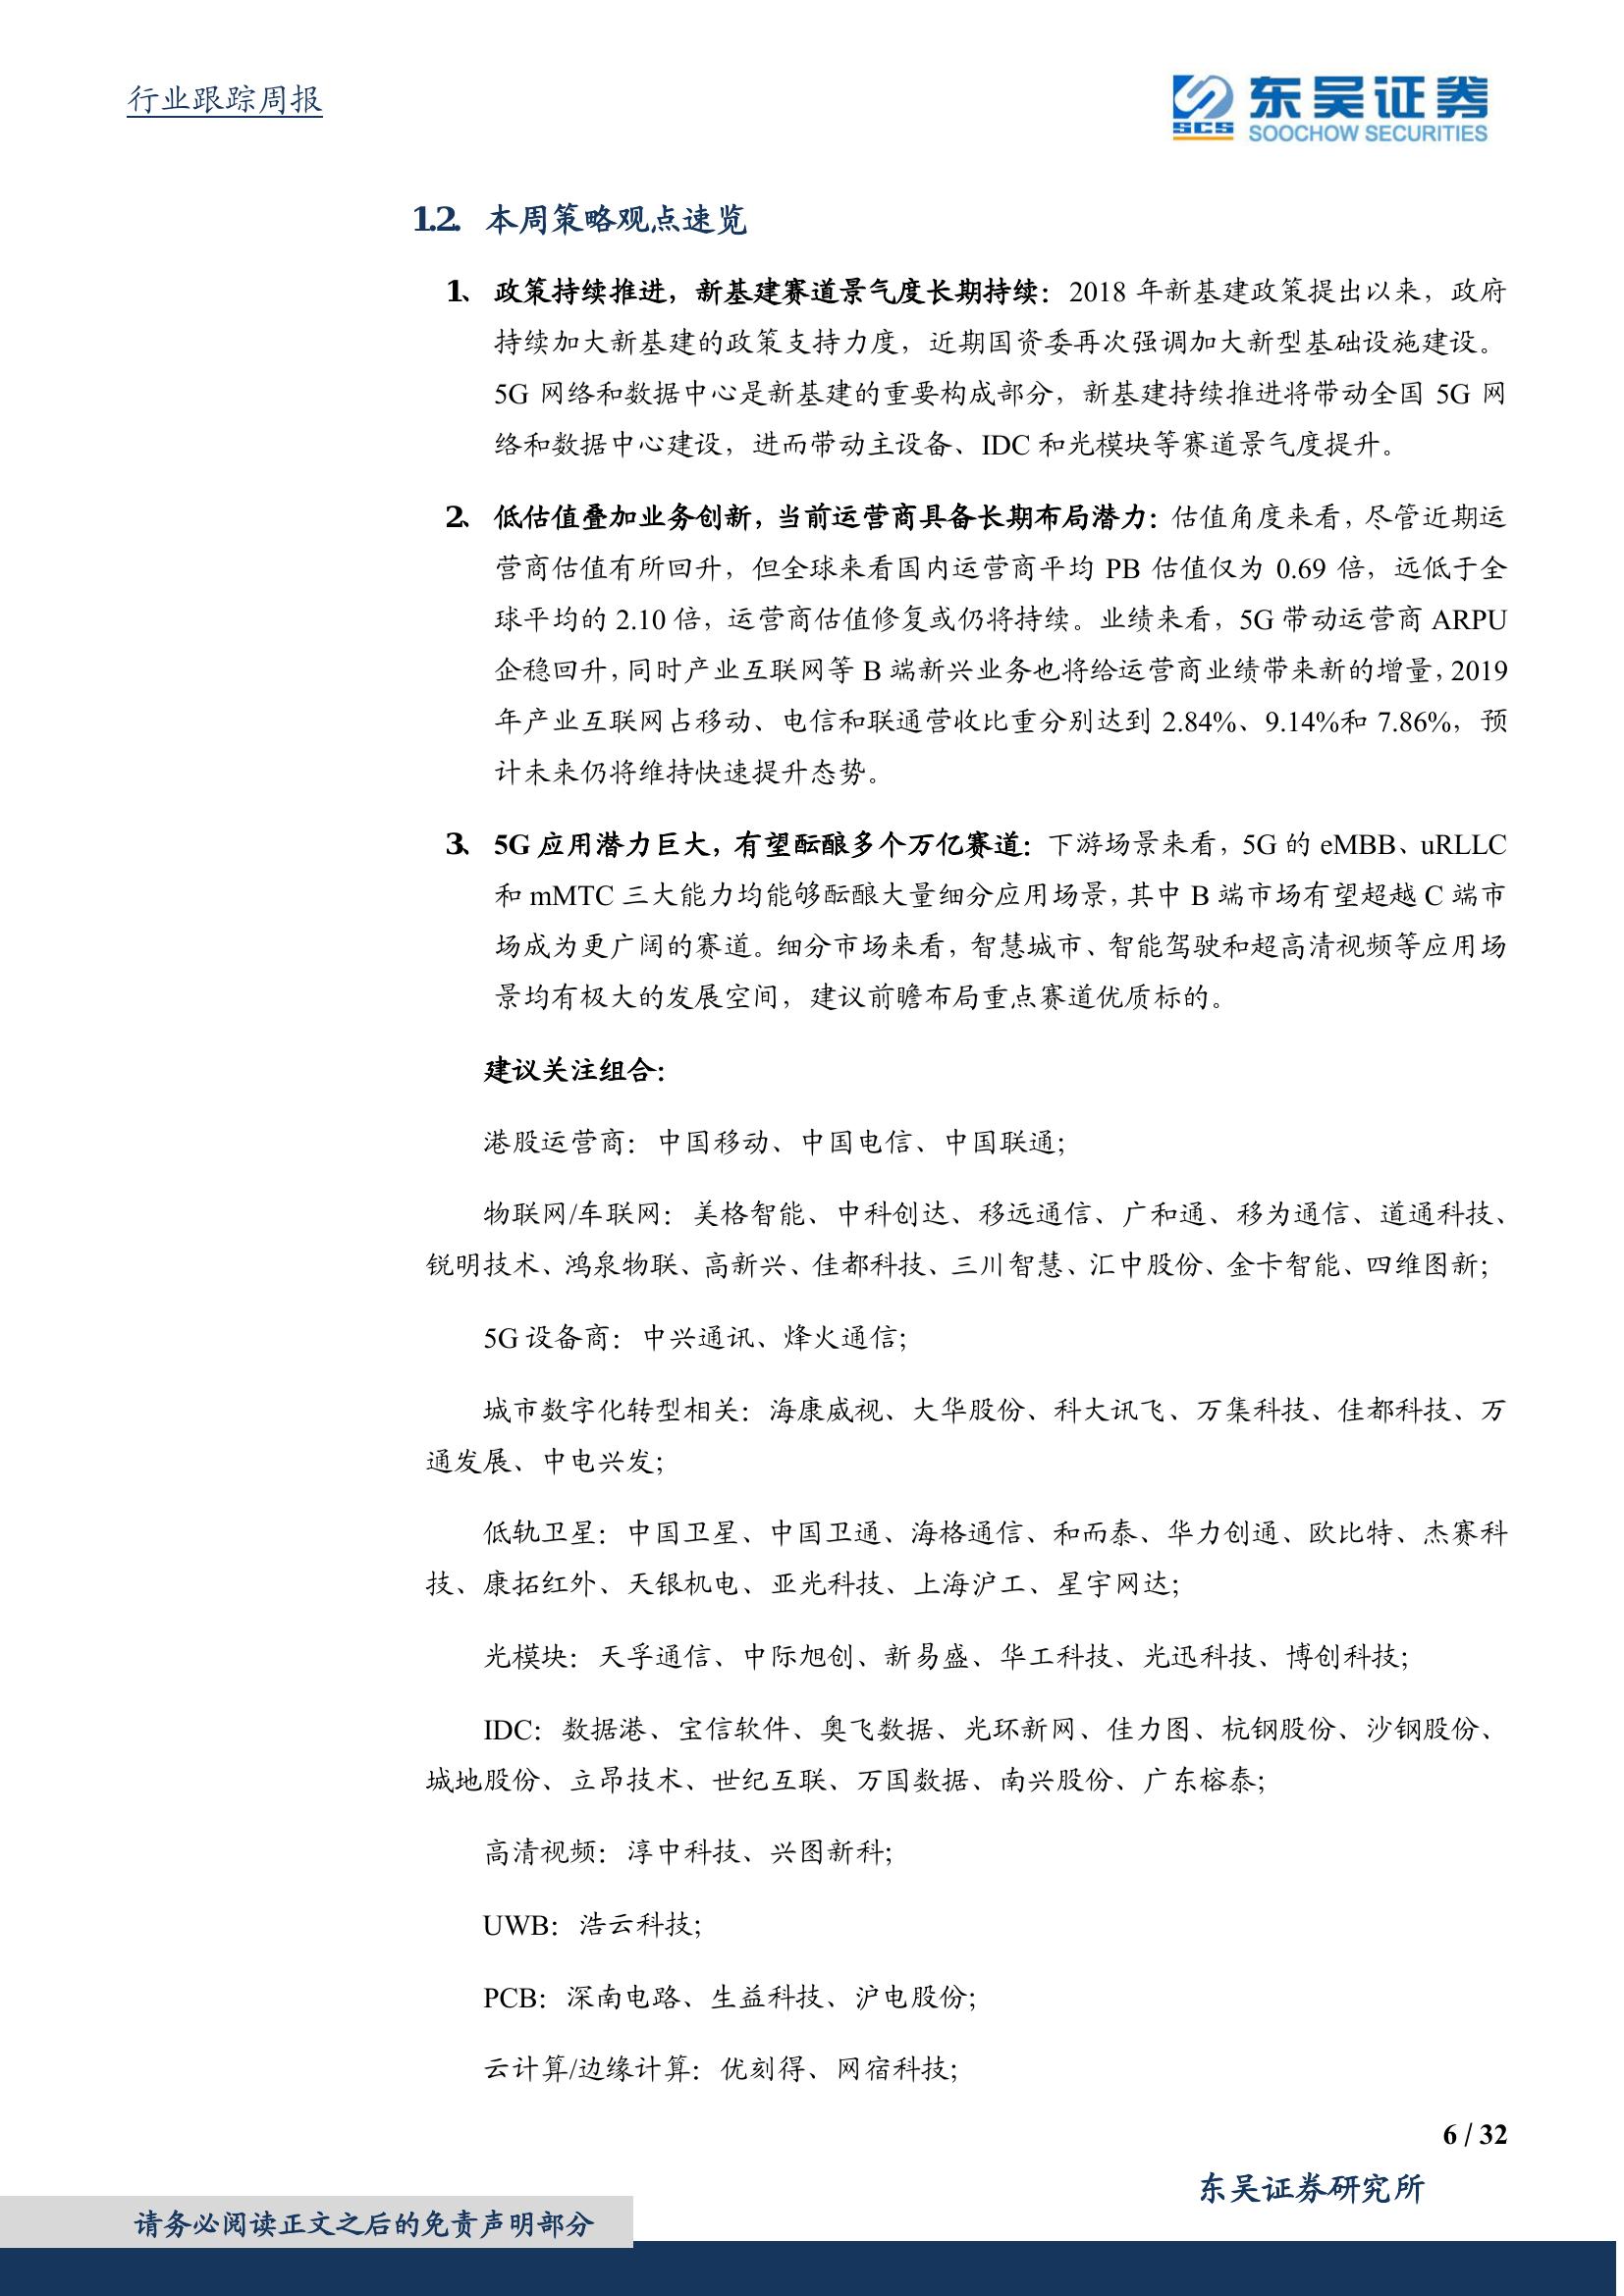 行业跟踪周报
SCS 东吴证券
SOOCHOW SECURITIES
1.2. 本周策略观点速览
1、 政策持续推进，新基建赛道景气度长期持续：2018 年新基建政策提出以来，政府
持续加大新基建的政策支持力度，近期国资委再次强调加大新型基础设施建设。
5G 网络和数据中心是新基建的重要构成部分，新基建持续推进将带动全国 5G 网
络和数据中心建设，进而带动主设备、IDC 和光模块等赛道景气度提升。
2、 低估值叠加业务创新，当前运营商具备长期布局潜力：估值角度来看，尽管近期运
营商估值有所回升，但全球来看国内运营商平均 PB 估值仅为 0.69 倍，远低于全
球平均的 2.10 倍，运营商估值修复或仍将持续。业绩来看，5G 带动运营商 ARPU
企稳回升，同时产业互联网等 B 端新兴业务也将给运营商业绩带来新的增量，2019
年产业互联网占移动、电信和联通营收比重分别达到 2.84%、9.14%和 7.86%，预
计未来仍将维持快速提升态势。
3、 5G 应用潜力巨大，有望酝酿多个万亿赛道：下游场景来看，5G 的 eMBB、uRLLC
和 mMTC 三大能力均能够酝酿大量细分应用场景，其中 B 端市场有望超越 C 端市
场成为更广阔的赛道。细分市场来看，智慧城市、智能驾驶和超高清视频等应用场
景均有极大的发展空间，建议前瞻布局重点赛道优质标的。
建议关注组合：
港股运营商：中国移动、中国电信、中国联通；
物联网/车联网：美格智能、中科创达、移远通信、广和通、移为通信、道通科技、
锐明技术、鸿泉物联、高新兴、佳都科技、三川智慧、汇中股份、金卡智能、四维图新；
5G 设备商：中兴通讯、烽火通信；
城市数字化转型相关：海康威视、大华股份、科大讯飞、万集科技、佳都科技、万
通发展、中电兴发；
低轨卫星：中国卫星、中国卫通、海格通信、和而泰、华力创通、欧比特、杰赛科
技、康拓红外、天银机电、亚光科技、上海沪工、星宇网达；
光模块：天孚通信、中际旭创、新易盛、华工科技、光迅科技、博创科技；
IDC：数据港、宝信软件、奥飞数据、光环新网、佳力图、杭钢股份、沙钢股份、
城地股份、立昂技术、世纪互联、万国数据、南兴股份、广东榕泰；
高清视频：淳中科技、兴图新科；
UWB：浩云科技；
PCB：深南电路、生益科技、沪电股份；
云计算/边缘计算：优刻得、网宿科技；
6 / 32
东吴证券研究所
请务必阅读正文之后的免责声明部分